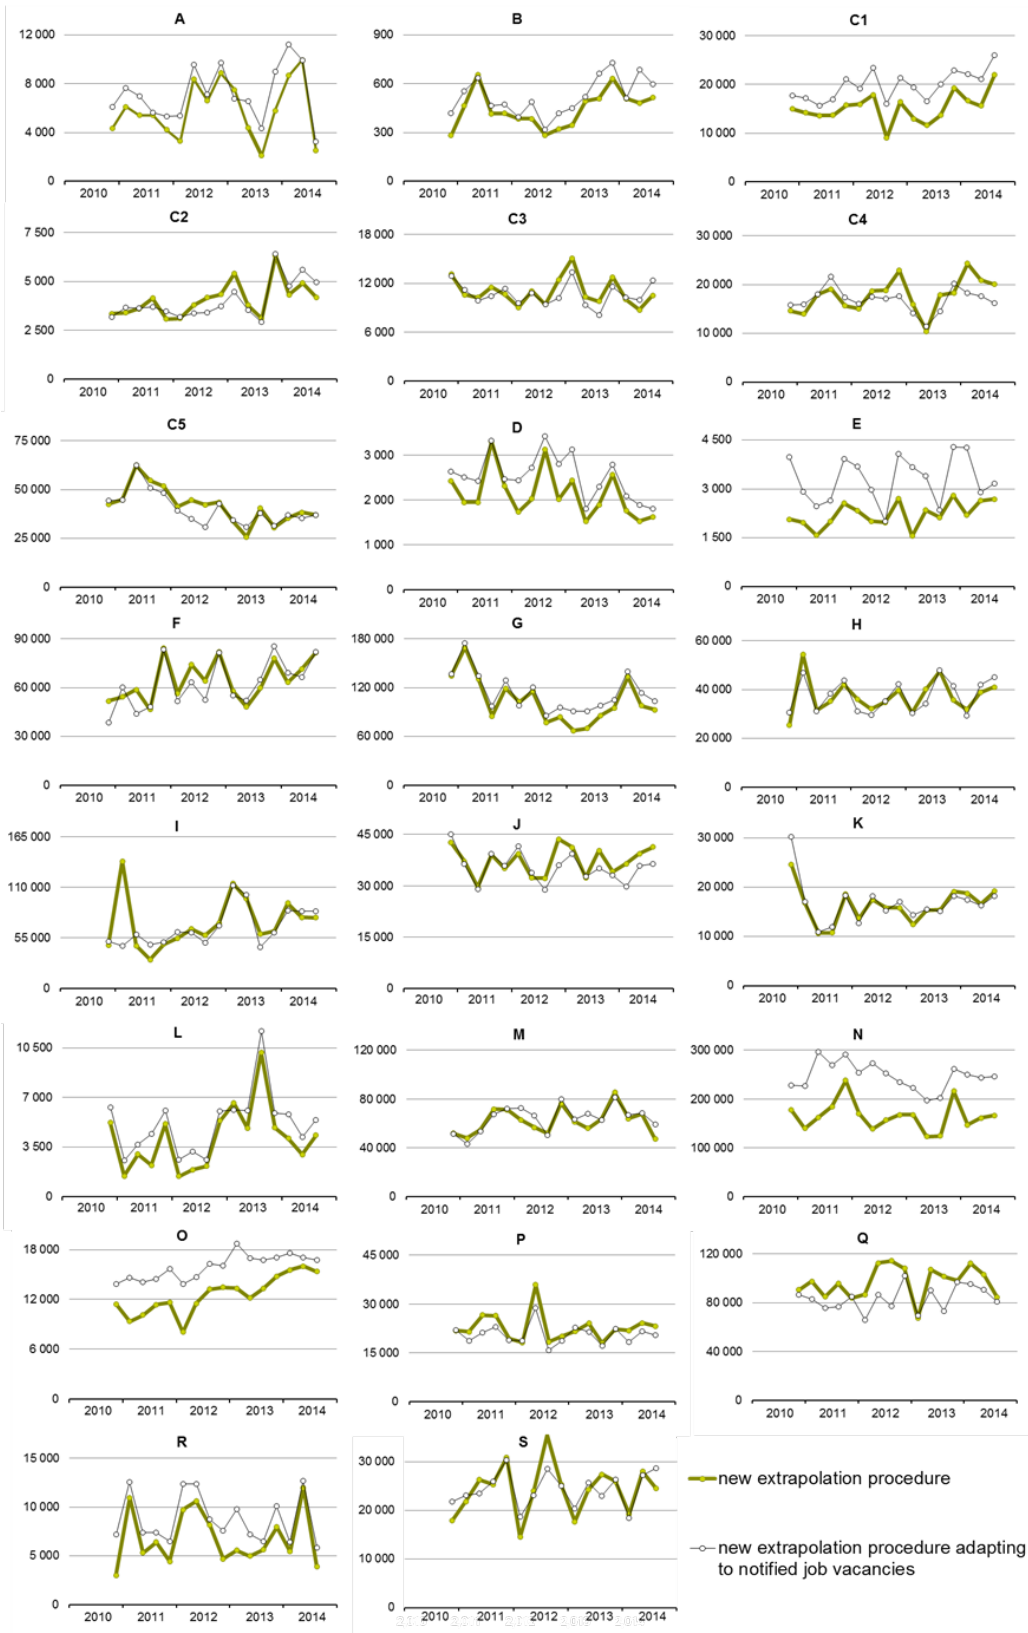 A
B
C1
12 000
8 000
4 000
0
2010 2011 2012 2013 2014
900
600
300
0
2010 2011 2012 2013 2014
30 000
20 000
10 000
0
2010 2011 2012 2013 2014
C2
C3
C4
7 500
5 000
2 500
0
2010 2011 2012 2013 2014
18 000
12 000
6 000
0
2010 2011 2012 2013 2014
30 000
20 000
10 000
0
2010 2011 2012 2013 2014
C5
D
E
75 000
50 000
25 000
0
2010 2011 2012 2013 2014
3 000
2 000
1 000
0
2010 2011 2012 2013 2014
4 500
3 000
1 500
0
2010 2011 2012 2013 2014
F
G
H
90 000
60 000
30 000
0
2010 2011 2012 2013 2014
180 000
120 000
60 000
0
2010 2011 2012 2013 2014
60 000
40 000
20 000
0
2010 2011 2012 2013 2014
I
J
K
165 000
110 000
55 000
0
2010 2011 2012 2013 2014
45 000
30 000
15 000
0
2010 2011 2012 2013 2014
30 000
20 000
10 000
0
2010 2011 2012 2013 2014
L
M
N
10 500
7 000
3 500
0
2010 2011 2012 2013 2014
120 000
80 000
40 000
0
2010 2011 2012 2013 2014
300 000
200 000
100 000
0
2010 2011 2012 2013 2014
O
P
Q
18 000
12 000
6 000
0
2010 2011 2012 2013 2014
45 000
30 000
15 000
0
2010 2011 2012 2013 2014
120 000
80 000
40 000
0
2010 2011 2012 2013 2014
R
S
15 000
10 000
5 000
0
2010 2011 2012 2013 2014
30 000
20 000
10 000
0
2010 2011 2012 2013 2014
new extrapolation procedure
new extrapolation procedure adapting
to notified job vacancies